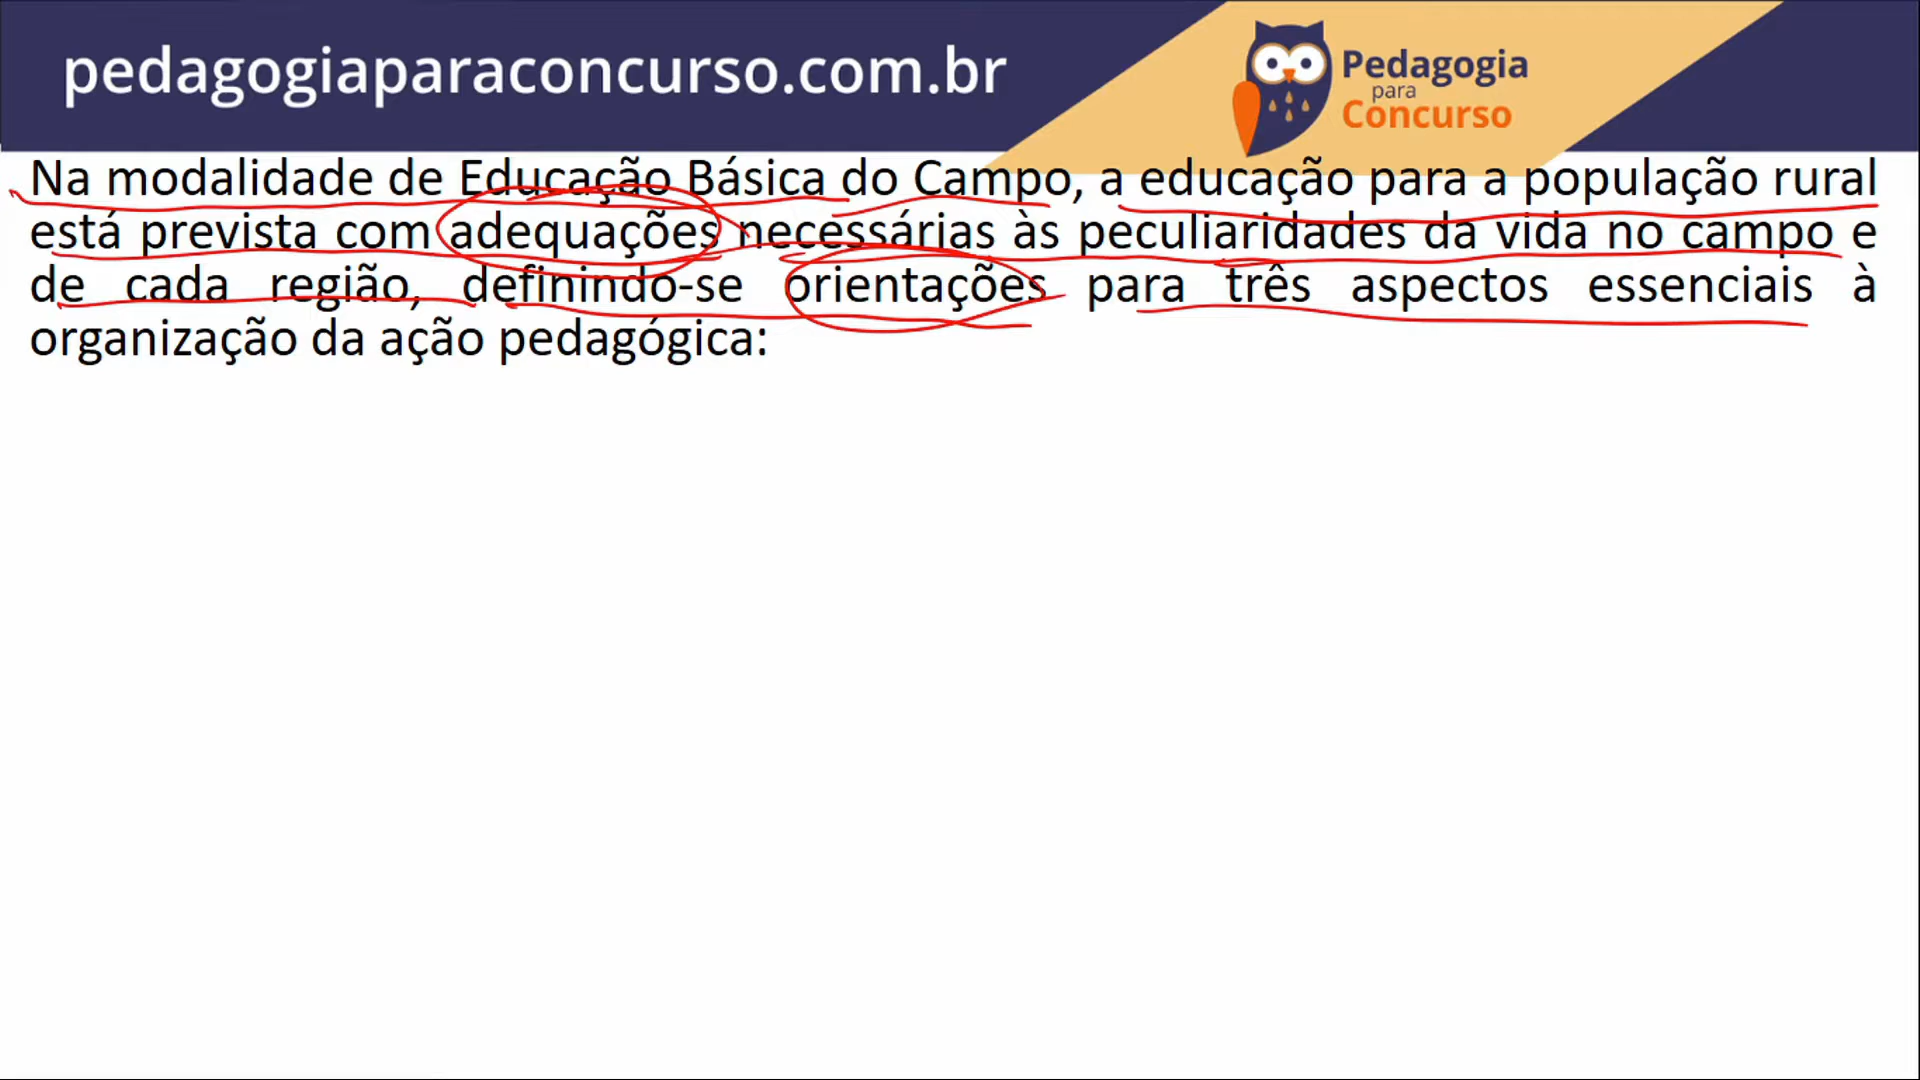 pedagogiaparaconcurso.com.br
Pedagogia
para
Concurso
Na modalidade de Educação Básica do Campo, a educação para a população rural
está prevista com adequações necessárias às peculiaridades da vida no campo e
de cada região, definindo-se orientações para três aspectos essenciais à
organização da ação pedagógica: